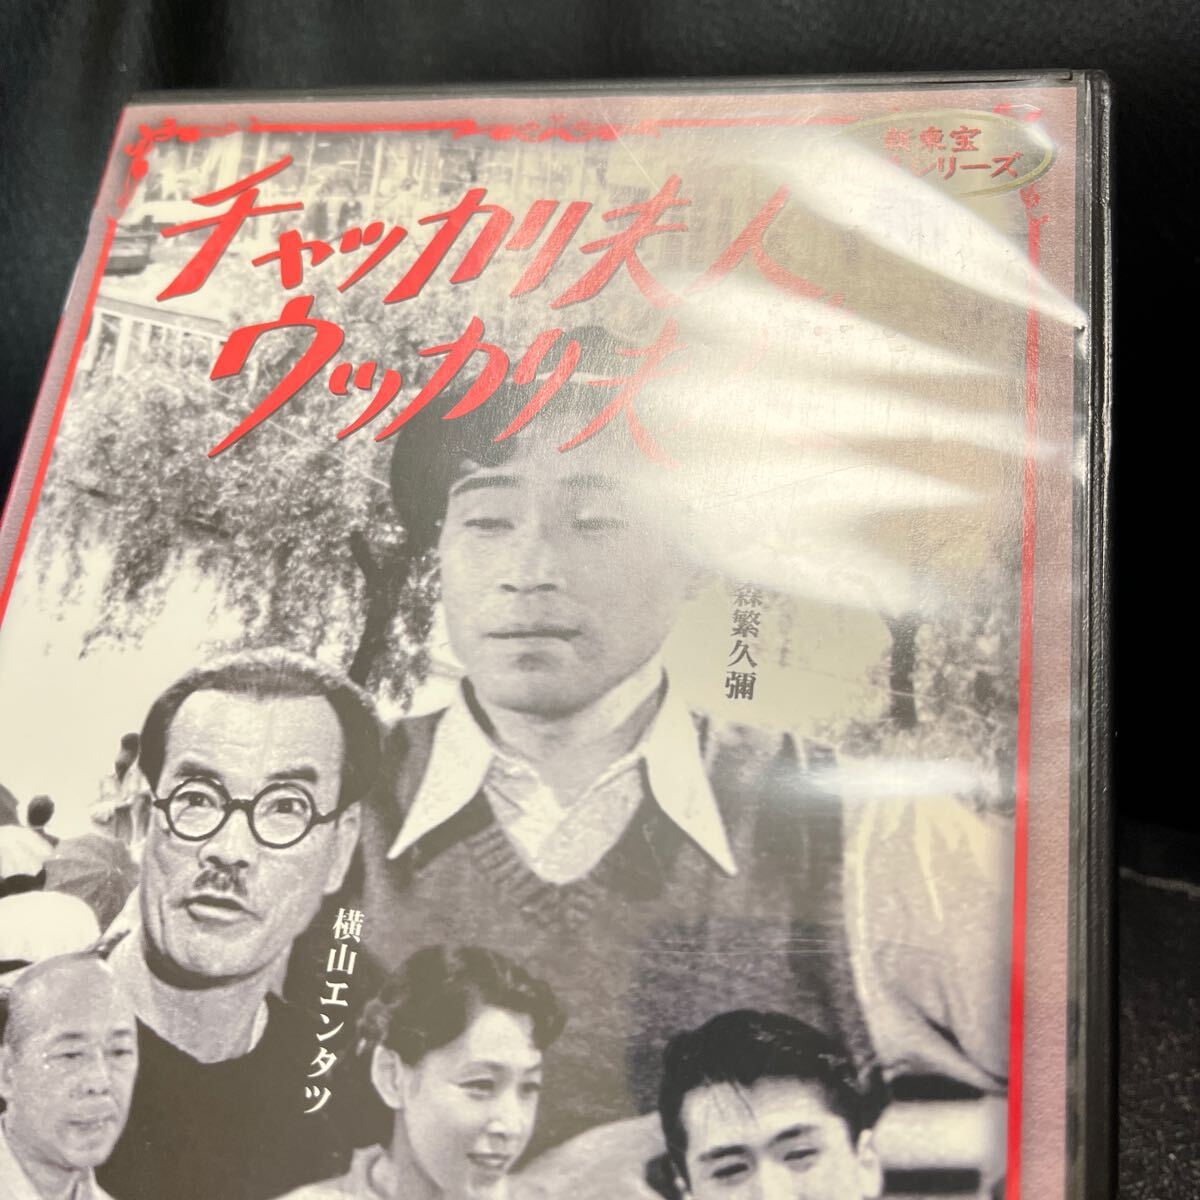 新東宝
シリーズ
チャッカリ夫人
ウッカリ夫
森繁久彌
横山エンタツ